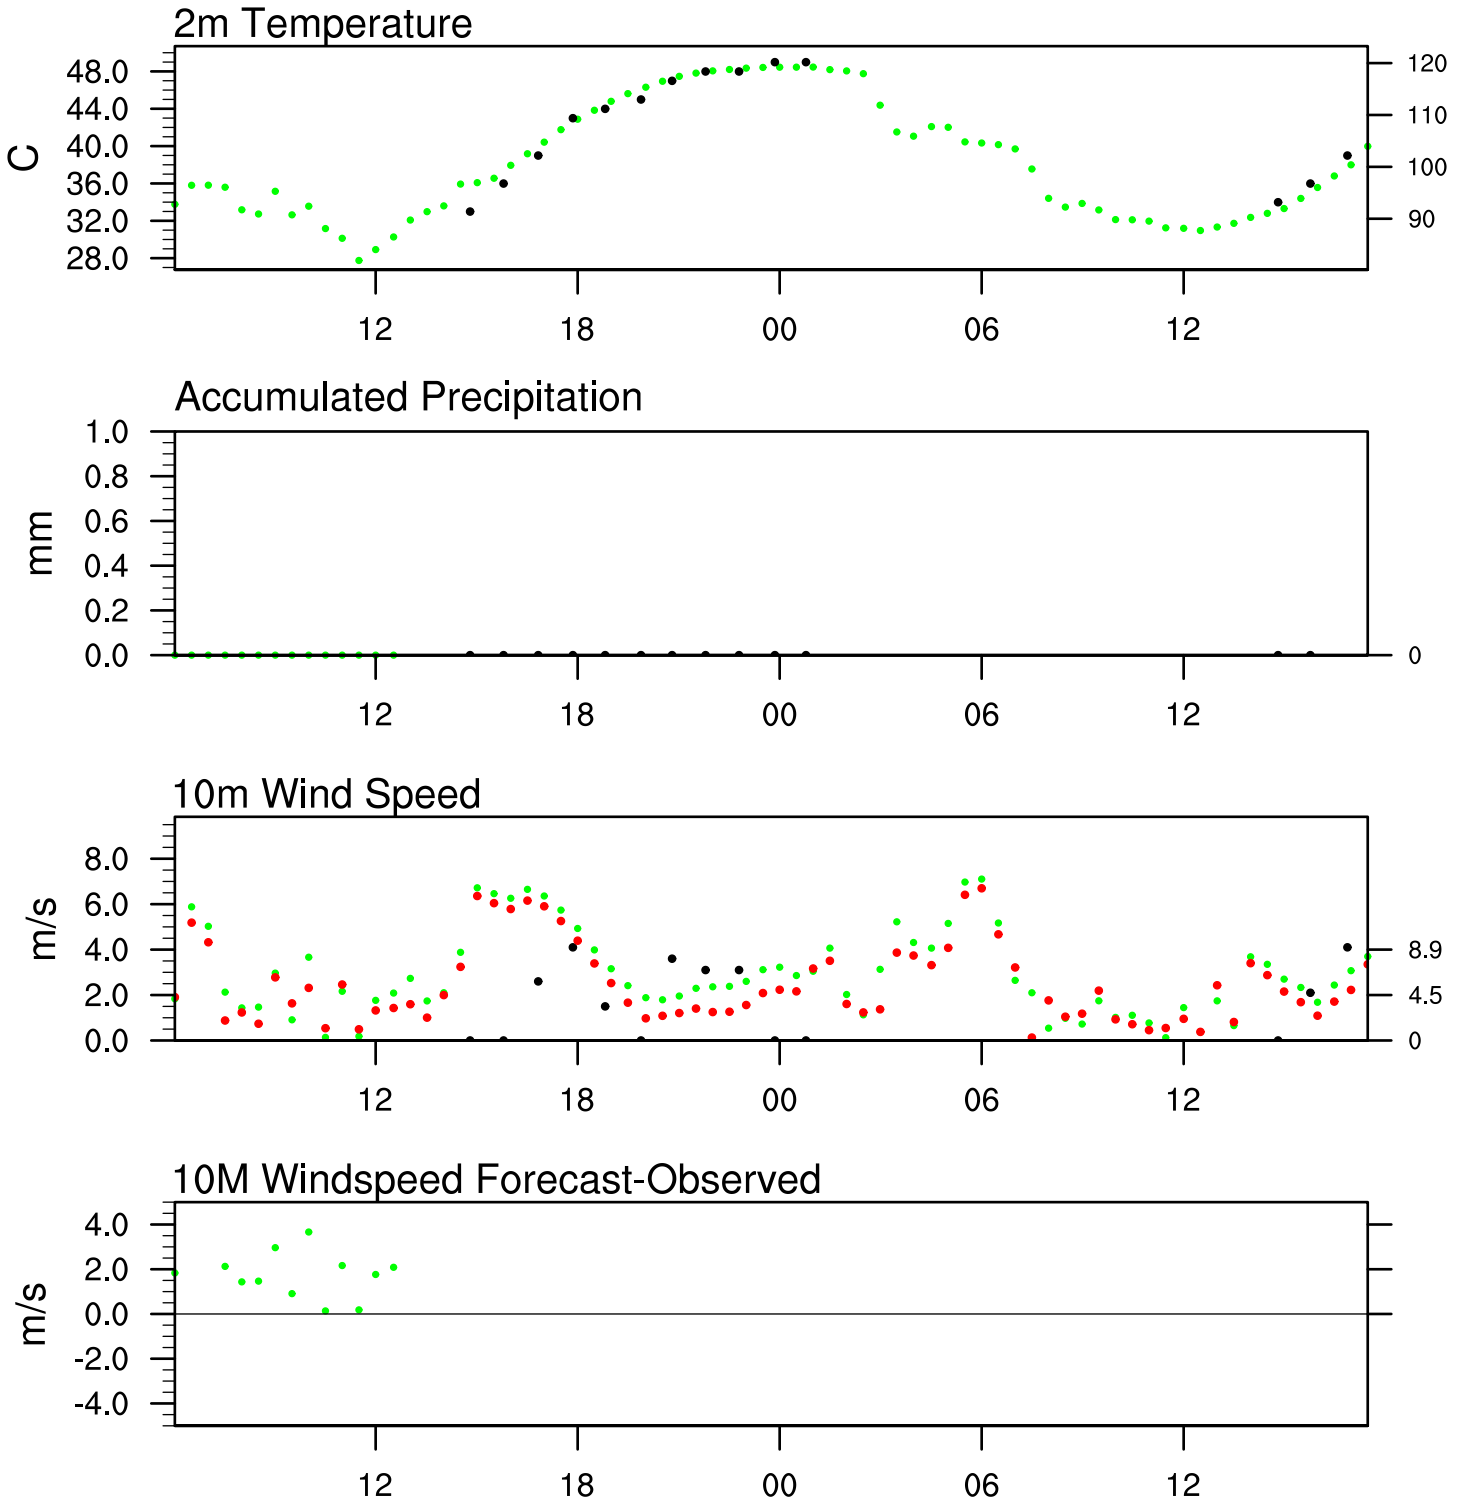 2m Temperature
48.0
44.0
40.0
36.0
32.0
28.0
C
120
110
100
90
12 18 00 06 12
Accumulated Precipitation
1.0
0.8
0.6
0.4
0.2
0.0
mm
0
12 18 00 06 12
10m Wind Speed
8.0
6.0
4.0
2.0
0.0
m/s
8.9
4.5
0
12 18 00 06 12
10M Windspeed Forecast-Observed
4.0
2.0
0.0
-2.0
-4.0
m/s
12 18 00 06 12